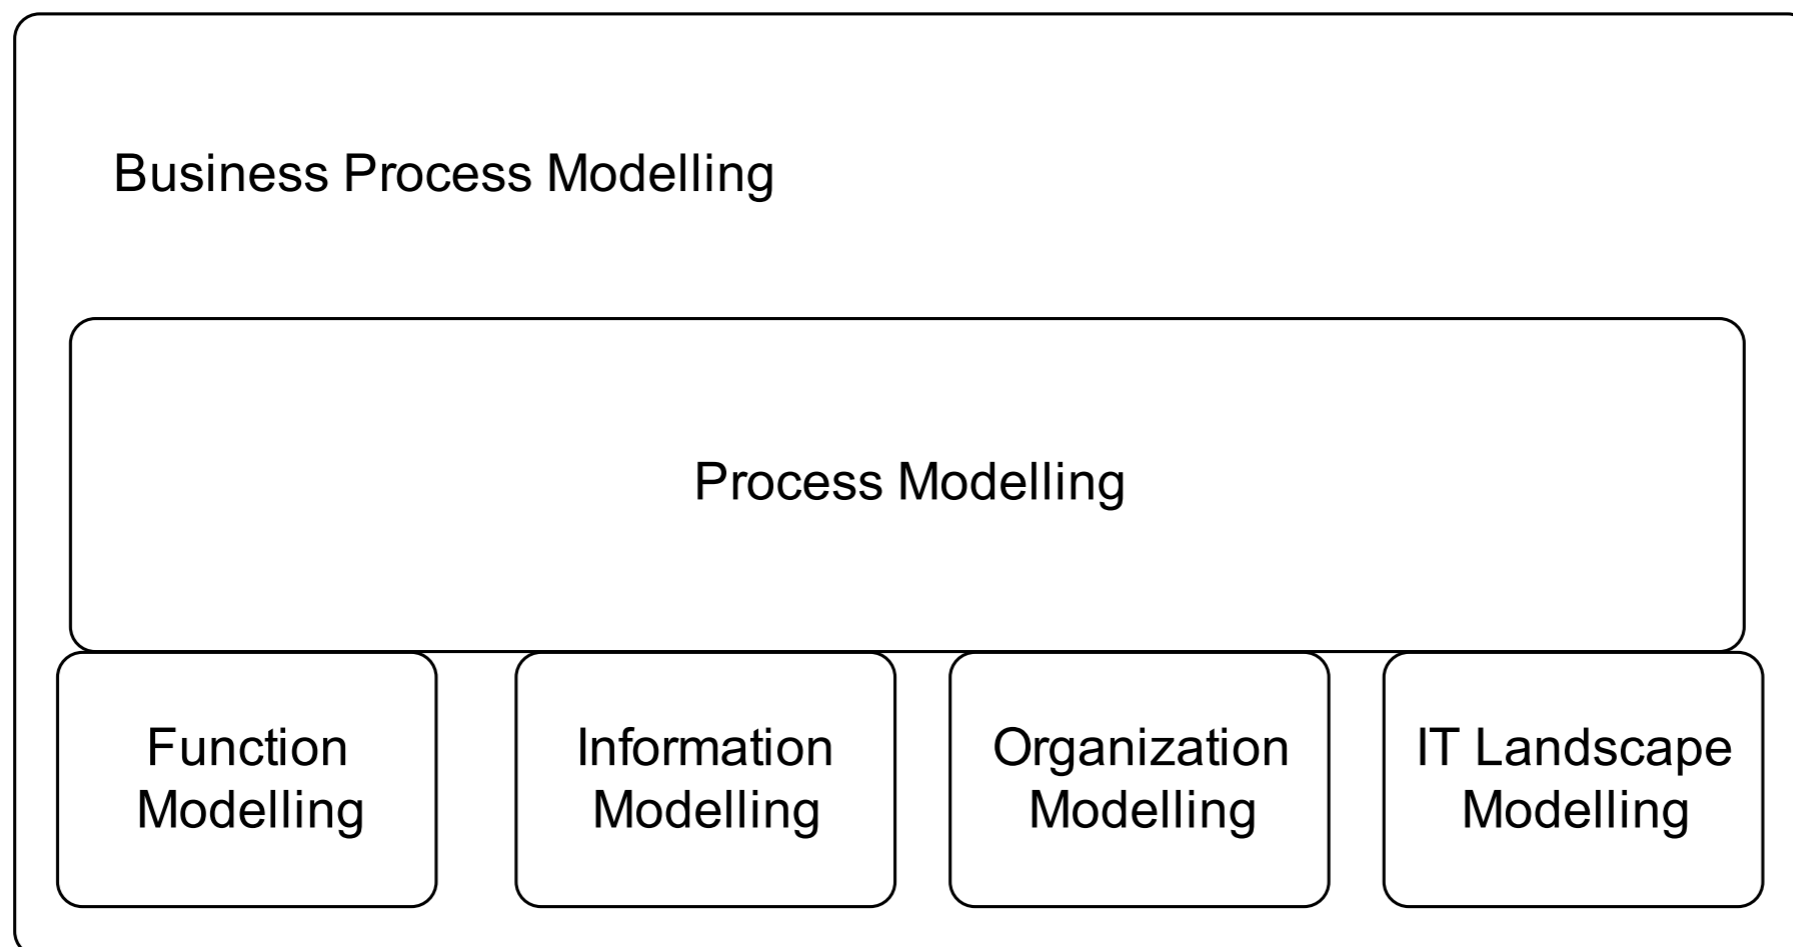 Business Process Modelling
Process Modelling
Function
Modelling
Information
Modelling
Organization
Modelling
IT Landscape
Modelling